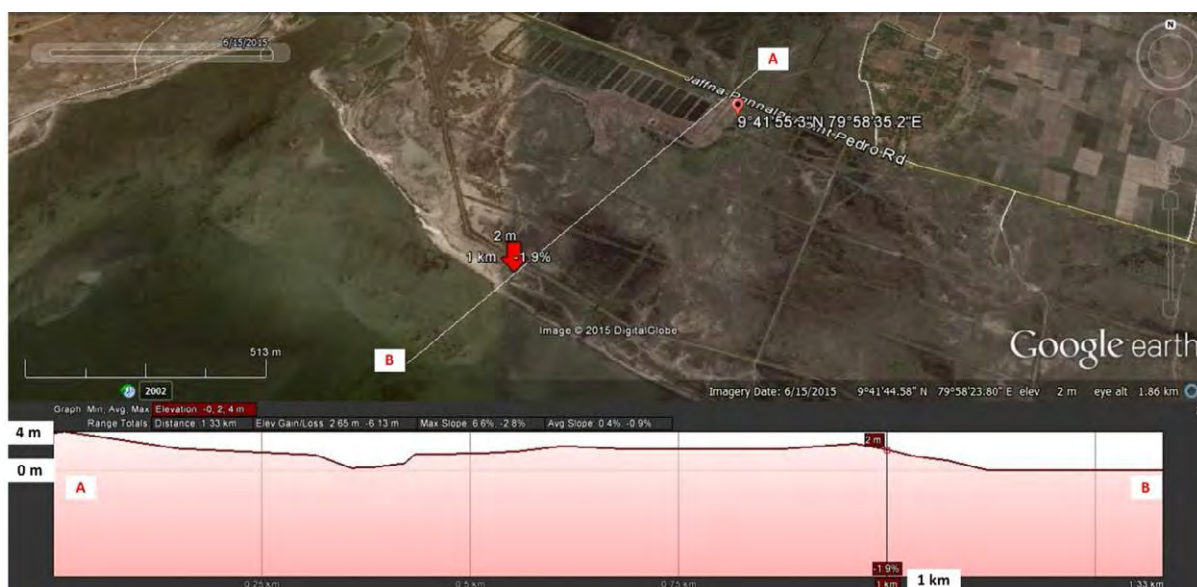 6/15/2015
N
A
Jaffna-Pannalai-Point-Pedro Rd
9°41'55.3"N 79°58'35.2"E
2 m
1 km -1.9%
Image © 2015 DigitalGlobe
B
Google earth
513 m
2002
Imagery Date: 6/15/2015 9°41'44.58" N 79°58'23.80" E elev 2 m eye alt 1.86 km
Graph: Min, Avg, Max Elevation: -0, 2, 4 m
Range Totals: Distance: 1.33 km Elev Gain/Loss: 2.65 m, -6.13 m Max Slope: 6.6%, -2.8% Avg Slope: 0.4%, -0.9%
4 m
2 m
0 m
A
B
-1.9%
0.25 km 0.5 km 0.75 km 1 km 1 km 1.33 km